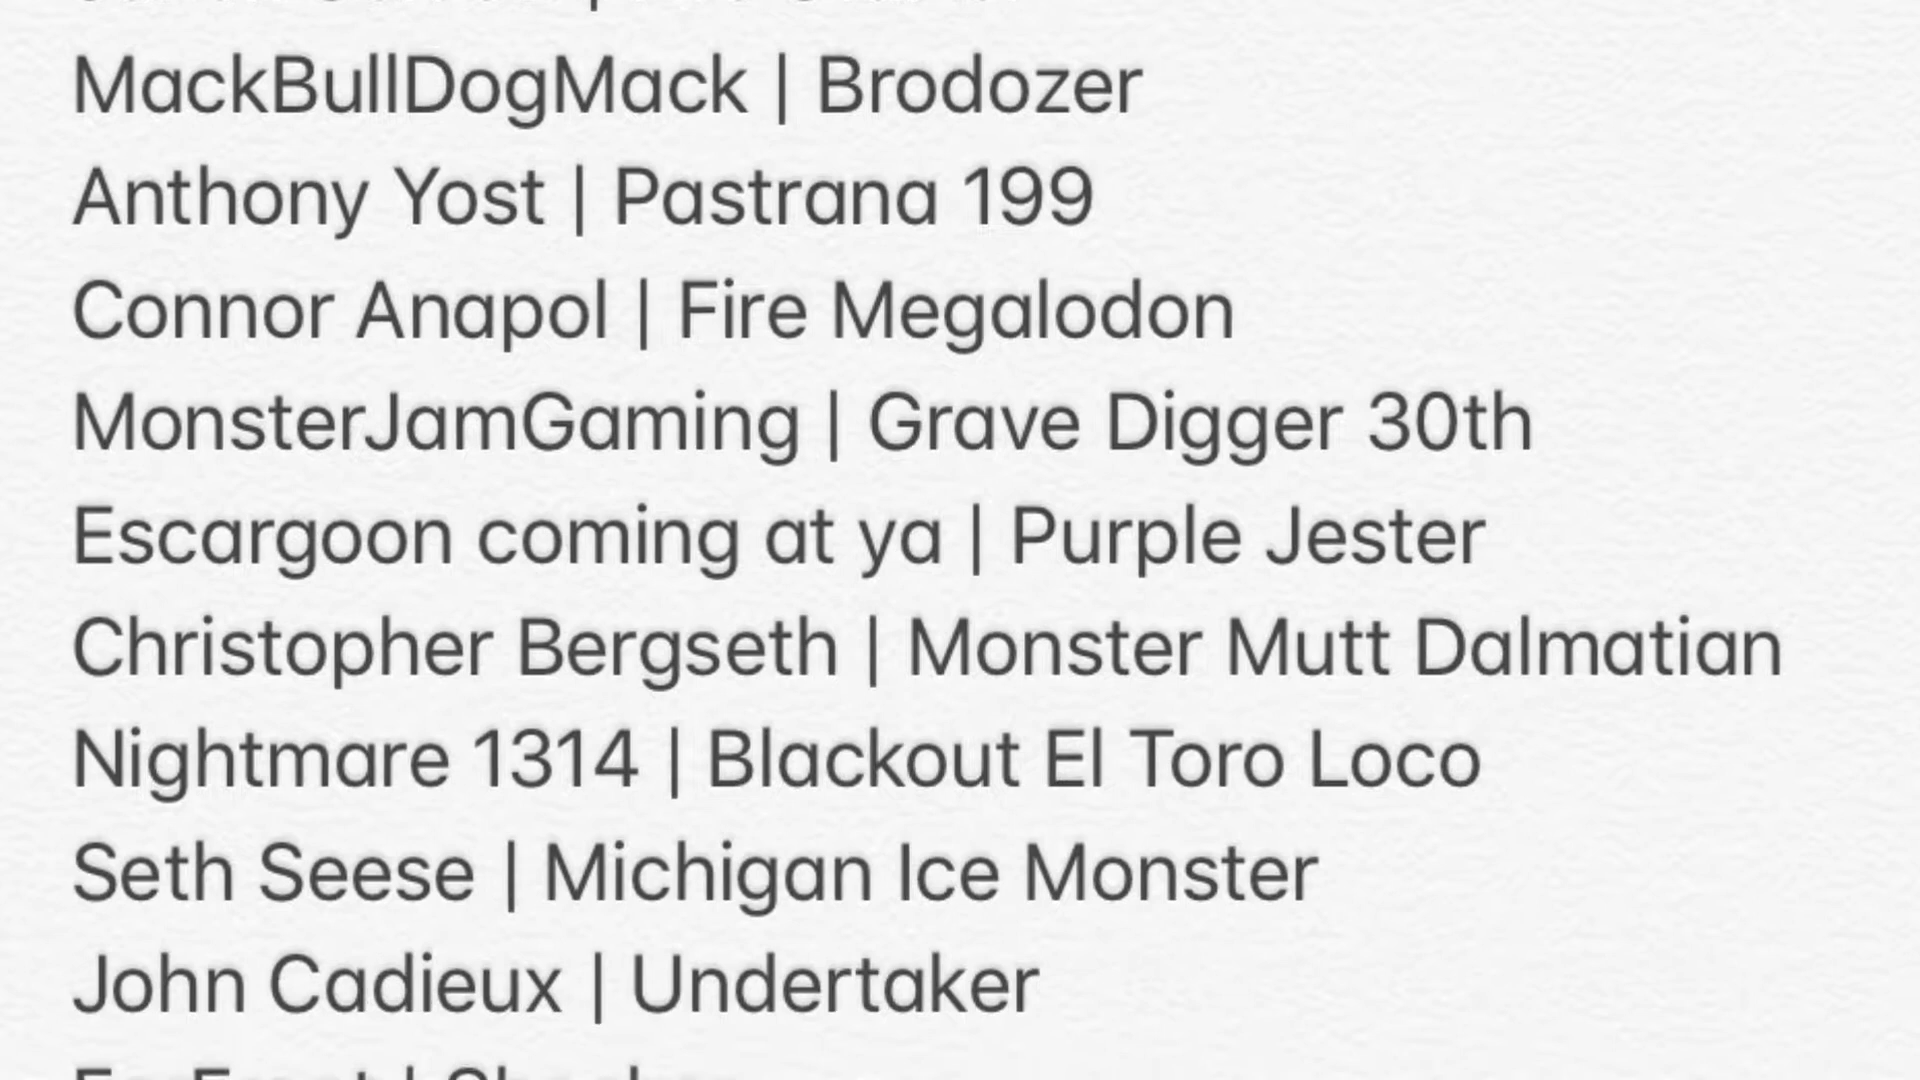 MackBullDogMack | Brodozer
Anthony Yost | Pastrana 199
Connor Anapol | Fire Megalodon
MonsterJamGaming | Grave Digger 30th
Escargoon coming at ya | Purple Jester
Christopher Bergseth | Monster Mutt Dalmatian
Nightmare 1314 | Blackout El Toro Loco
Seth Seese | Michigan Ice Monster
John Cadieux | Undertaker